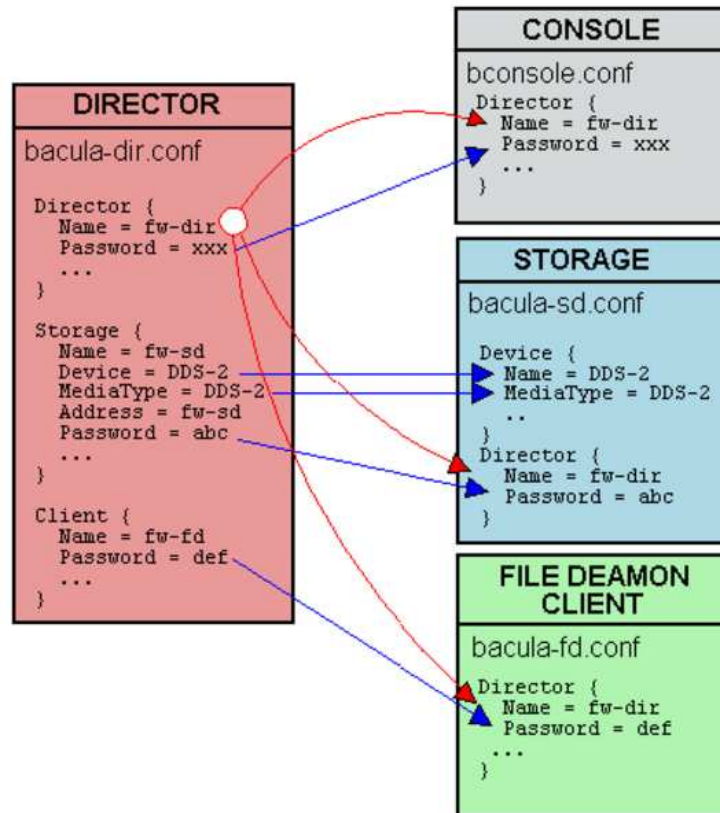 DIRECTOR
bacula-dir.conf
Director {
Name = fw-dir
Password = xxx
...
}
Storage {
Name = fw-sd
Device = DDS-2
MediaType = DDS-2
Address = fw-sd
Password = abc
...
}
Client {
Name = fw-fd
Password = def
...
}
CONSOLE
bconsole.conf
Director {
Name = fw-dir
Password = xxx
...
}
STORAGE
bacula-sd.conf
Device {
Name = DDS-2
MediaType = DDS-2
..
}
Director {
Name = fw-dir
Password = abc
}
FILE DEAMON
CLIENT
bacula-fd.conf
Director {
Name = fw-dir
Password = def
...
}